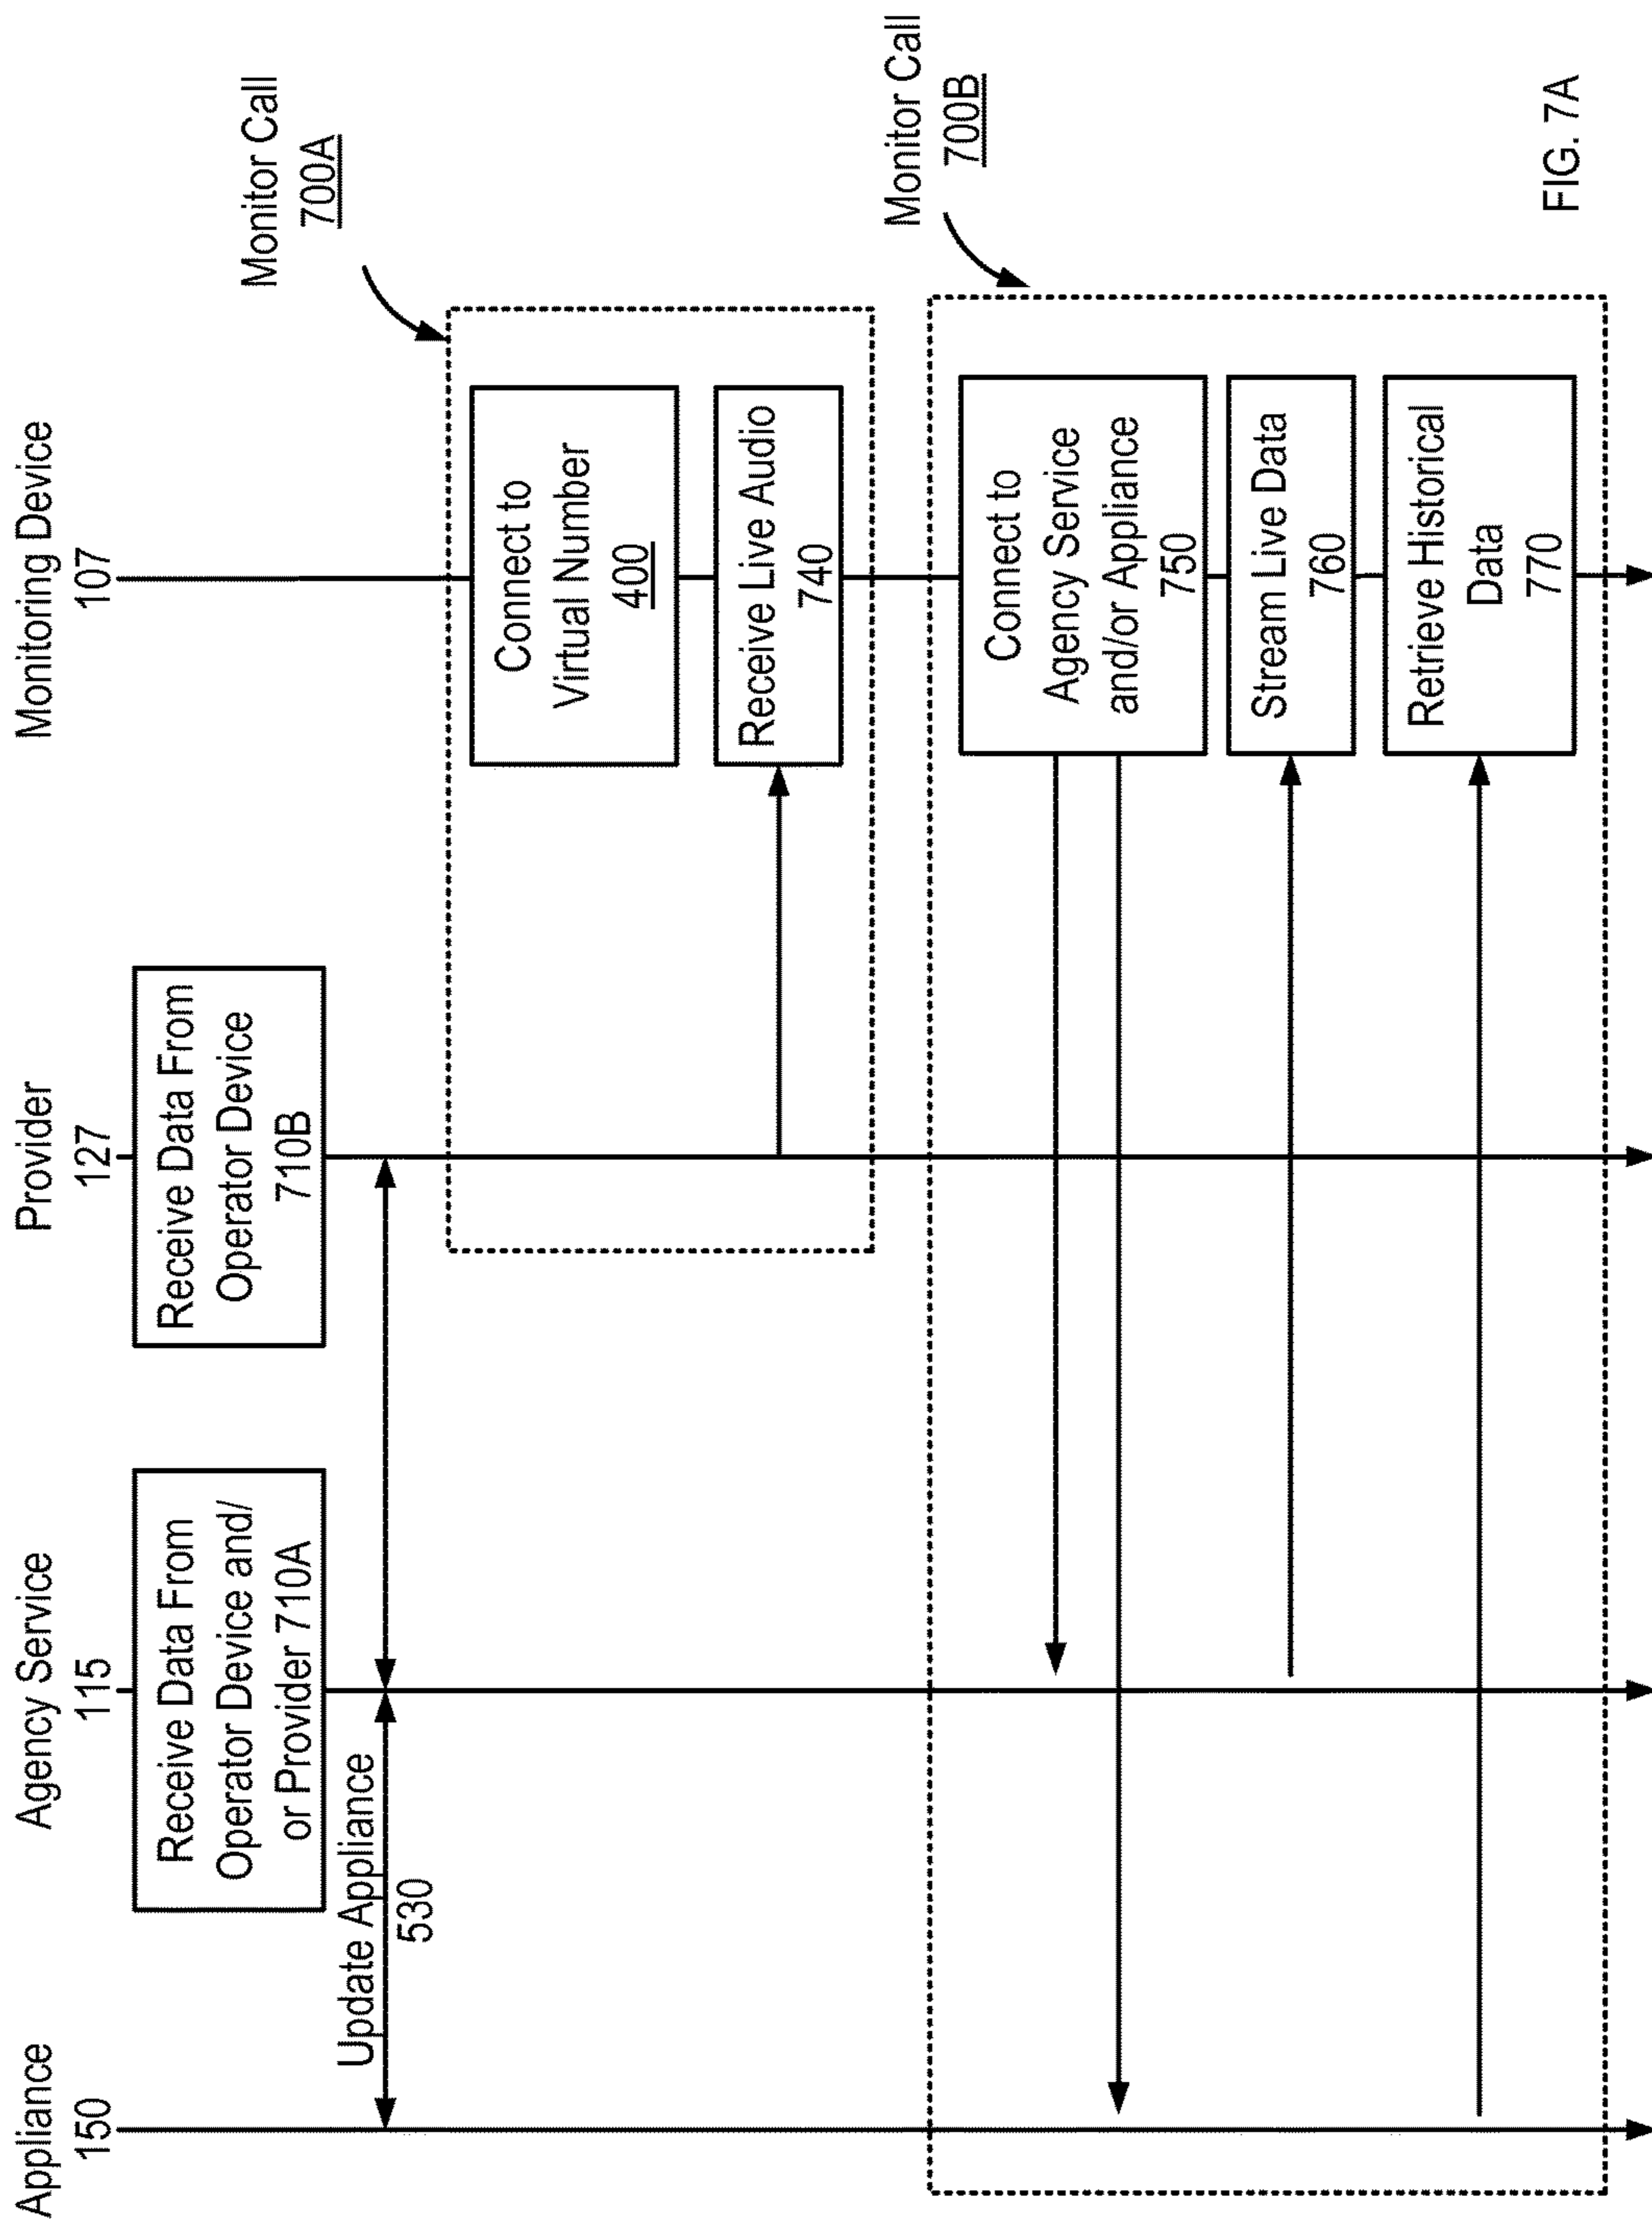 Appliance
150
Agency Service
115
Provider
127
Monitoring Device
107
Receive Data From
Operator Device and/
or Provider 710A
Receive Data From
Operator Device
710B
Update Appliance
530
Monitor Call
700A
Connect to
Virtual Number
400
Receive Live Audio
740
Monitor Call
700B
Connect to
Agency Service
and/or Appliance
750
Stream Live Data
760
Retrieve Historical
Data
770
FIG. 7A